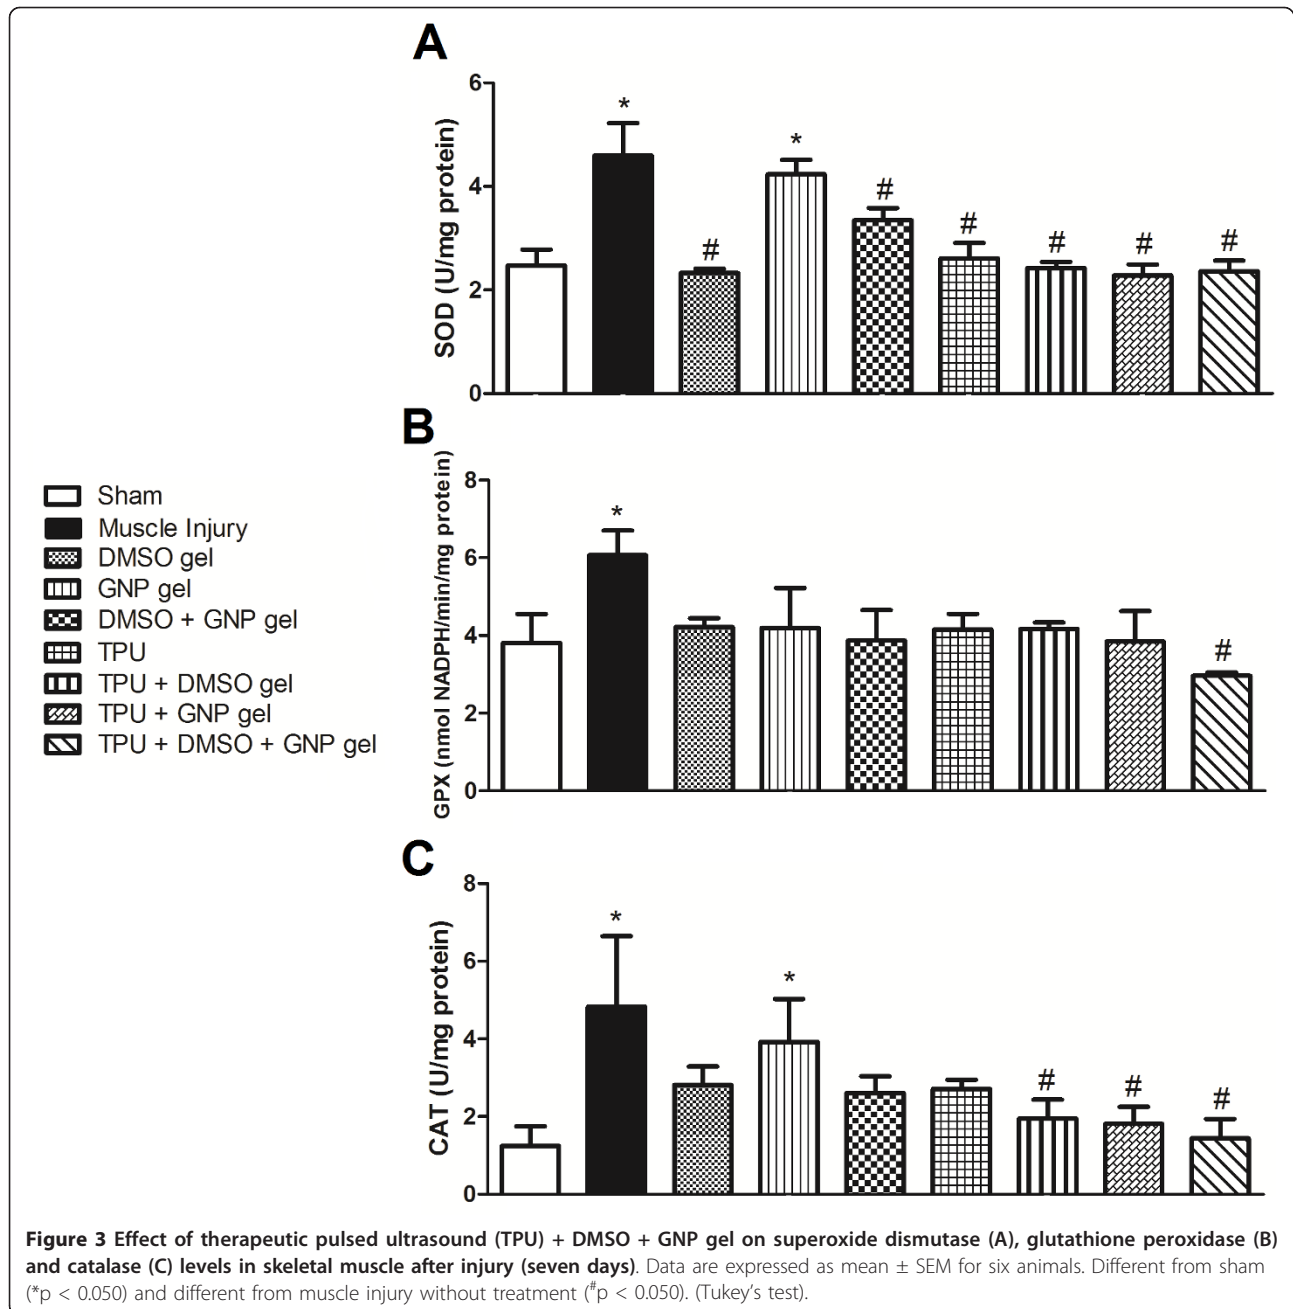 A
6
4
2
0
SOD (U/mg protein)
*
#
*
#
#
#
#
#
B
8
6
4
2
0
GPX (nmol NADPH/min/mg protein)
*
#
Sham
Muscle Injury
DMSO gel
GNP gel
DMSO + GNP gel
TPU
TPU + DMSO gel
TPU + GNP gel
TPU + DMSO + GNP gel
C
8
6
4
2
0
CAT (U/mg protein)
*
*
#
#
#
Figure 3 Effect of therapeutic pulsed ultrasound (TPU) + DMSO + GNP gel on superoxide dismutase (A), glutathione peroxidase (B)
and catalase (C) levels in skeletal muscle after injury (seven days). Data are expressed as mean ± SEM for six animals. Different from sham
(*p < 0.050) and different from muscle injury without treatment (#p < 0.050). (Tukey's test).